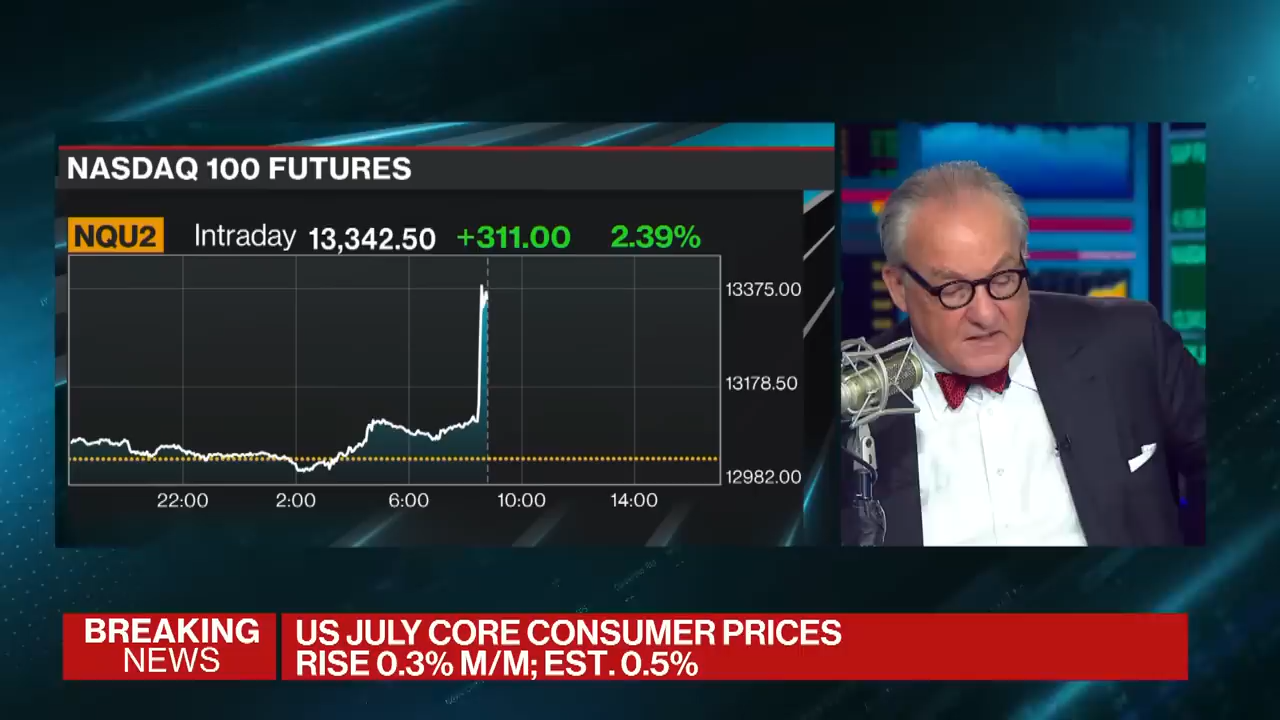 NASDAQ 100 FUTURES
NQU2 Intraday 13,342.50 +311.00 2.39%
13375.00
13178.50
12982.00
22:00 2:00 6:00 10:00 14:00
BREAKING NEWS
US JULY CORE CONSUMER PRICES
RISE 0.3% M/M; EST. 0.5%